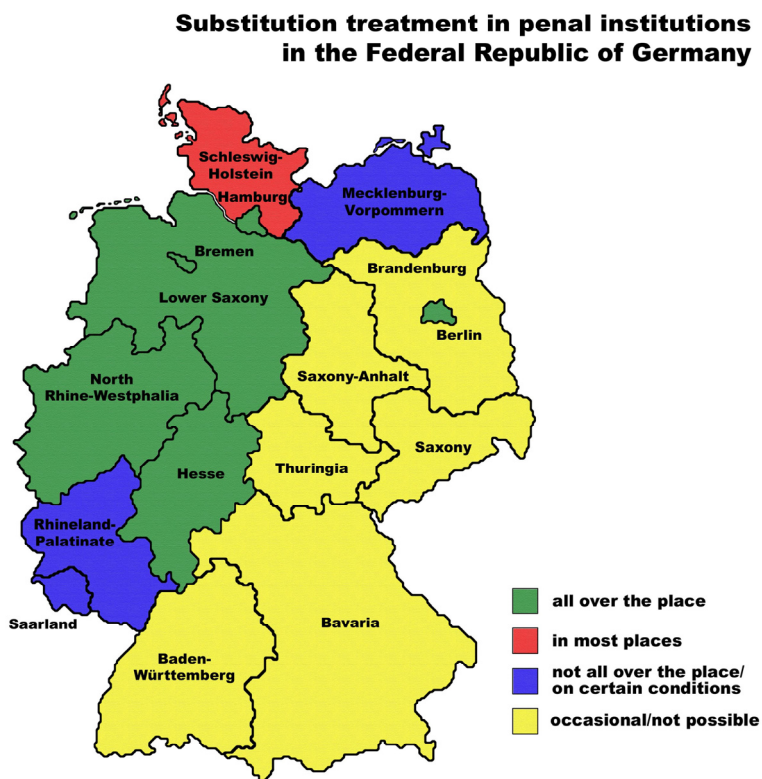 Substitution treatment in penal institutions
in the Federal Republic of Germany
Schleswig-
Holstein
Hamburg
Mecklenburg-
Vorpommern
Bremen
Brandenburg
Lower Saxony
Berlin
North
Rhine-Westphalia
Saxony-Anhalt
Saxony
Hesse
Thuringia
Rhineland-
Palatinate
Saarland
Bavaria
Baden-
Württemberg
all over the place
in most places
not all over the place/
on certain conditions
occasional/not possible